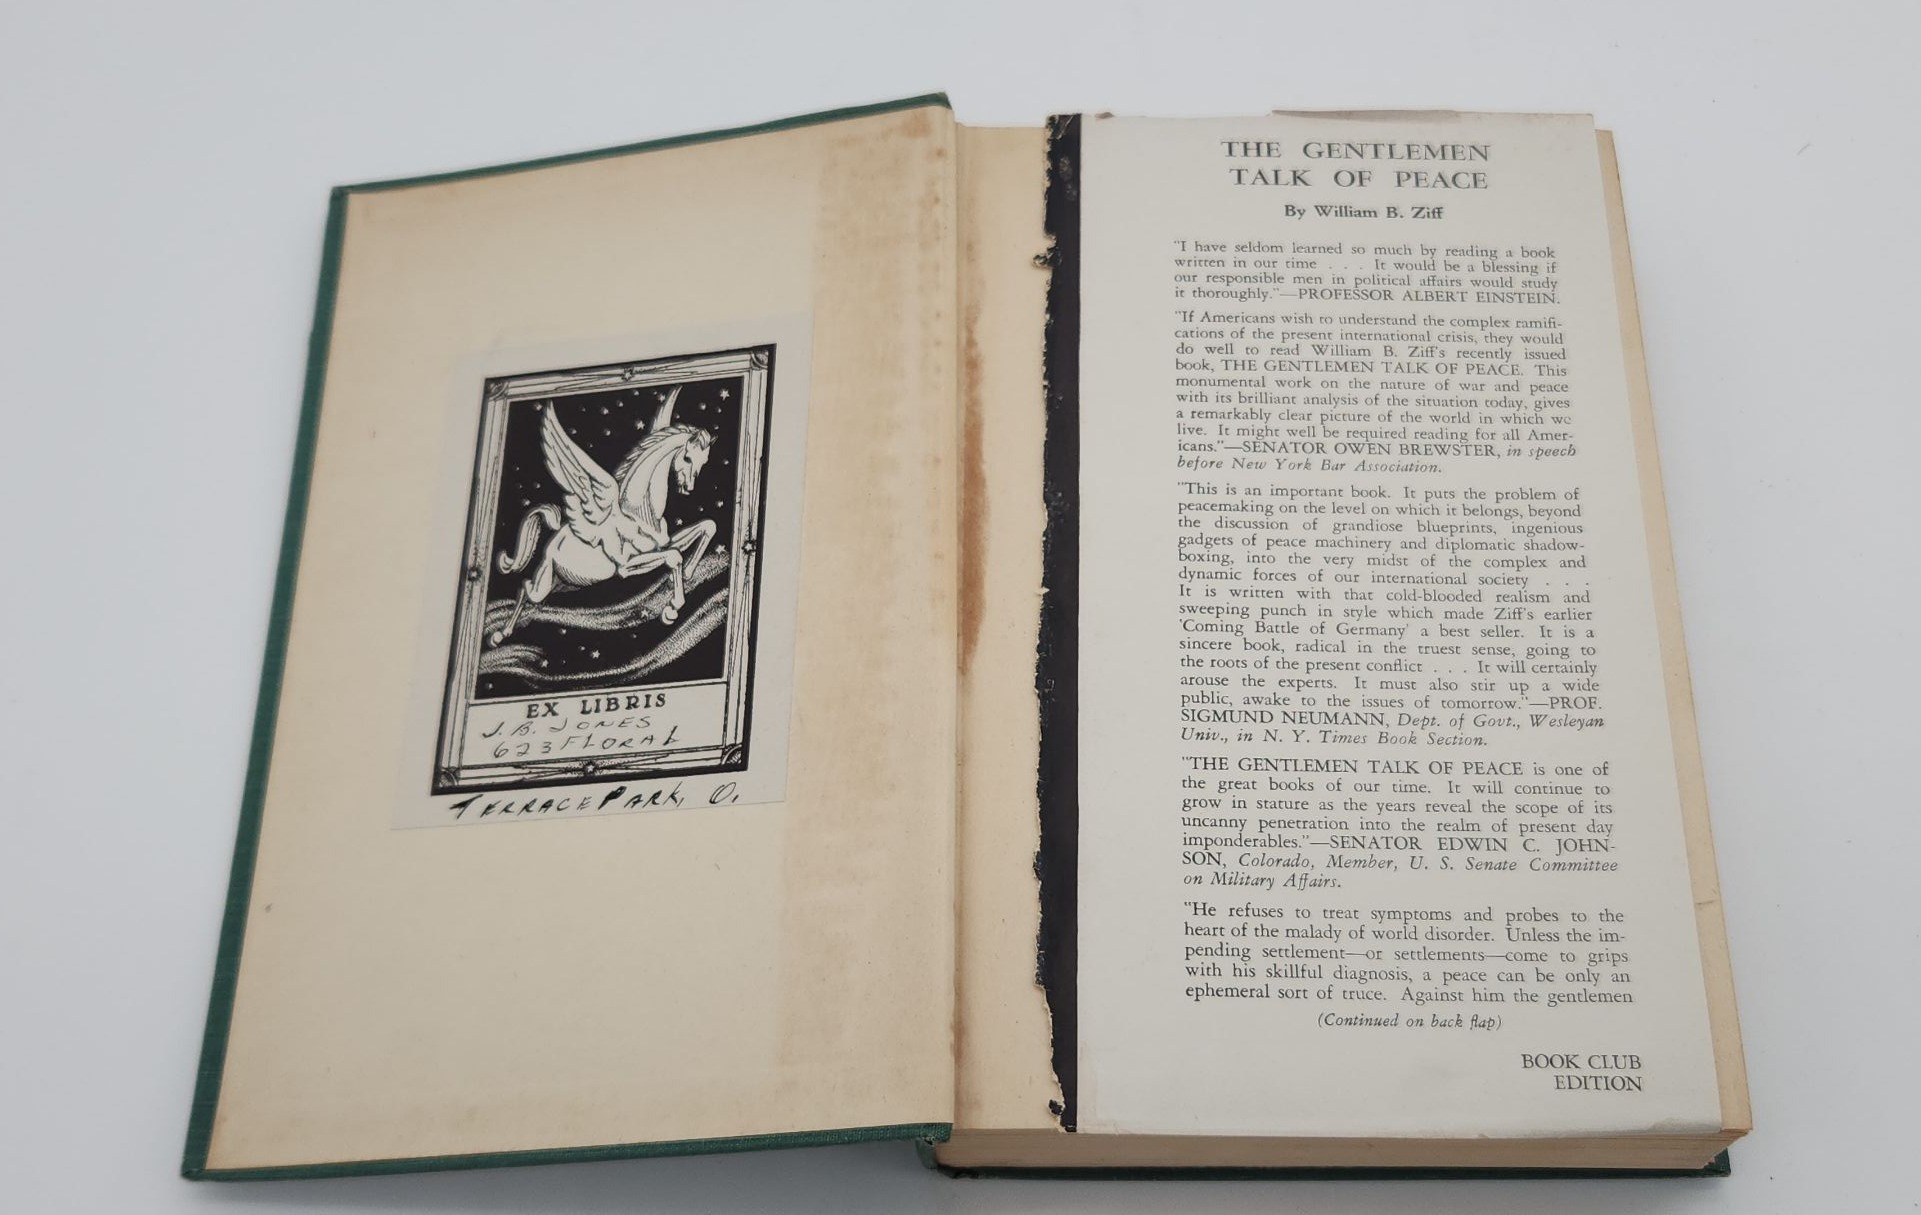 EX LIBRIS
J. B. JONES
623 FLORAL
TERRACE PARK, O.
THE GENTLEMEN
TALK OF PEACE
By William B. Ziff
"I have seldom learned so much by reading a book
written in our time . . . It would be a blessing if
our responsible men in political affairs would study
it thoroughly."—PROFESSOR ALBERT EINSTEIN.
"If Americans wish to understand the complex ramifi-
cations of the present international crisis, they would
do well to read William B. Ziff's recently issued
book, THE GENTLEMEN TALK OF PEACE. This
monumental work on the nature of war and peace
with its brilliant analysis of the situation today, gives
a remarkably clear picture of the world in which we
live. It might well be required reading for all Amer-
icans."—SENATOR OWEN BREWSTER, in speech
before New York Bar Association.
"This is an important book. It puts the problem of
peacemaking on the level on which it belongs, beyond
the discussion of grandiose blueprints, ingenious
gadgets of peace machinery and diplomatic shadow-
boxing, into the very midst of the complex and
dynamic forces of our international society . . .
It is written with that cold-blooded realism and
sweeping punch in style which made Ziff's earlier
'Coming Battle of Germany' a best seller. It is a
sincere book, radical in the truest sense, going to
the roots of the present conflict . . . It will certainly
arouse the experts. It must also stir up a wide
public, awake to the issues of tomorrow."—PROF.
SIGMUND NEUMANN, Dept. of Govt., Wesleyan
Univ., in N. Y. Times Book Section.
"THE GENTLEMEN TALK OF PEACE is one of
the great books of our time. It will continue to
grow in stature as the years reveal the scope of its
uncanny penetration into the realm of present day
imponderables."—SENATOR EDWIN C. JOHN-
SON, Colorado, Member, U. S. Senate Committee
on Military Affairs.
"He refuses to treat symptoms and probes to the
heart of the malady of world disorder. Unless the im-
pending settlement—or settlements—come to grips
with his skillful diagnosis, a peace can be only an
ephemeral sort of truce. Against him the gentlemen
(Continued on back flap)
BOOK CLUB
EDITION